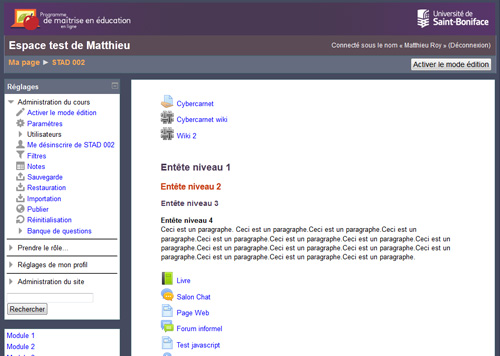 Programme
de maîtrise en éducation
en ligne
Université de
Saint-Boniface
Espace test de Matthieu
Connecté sous le nom « Matthieu Roy » (Déconnexion)
Ma page ► STAD 002
Activer le mode édition
Réglages
Administration du cours
Activer le mode édition
Paramètres
Utilisateurs
Me désinscrire de STAD 002
Filtres
Notes
Sauvegarde
Restauration
Importation
Publier
Réinitialisation
Banque de questions
Prendre le rôle...
Réglages de mon profil
Administration du site
Rechercher
Module 1
Module 2
Cybercarnet
Cybercarnet wiki
Wiki 2
Entête niveau 1
Entête niveau 2
Entête niveau 3
Entête niveau 4
Ceci est un paragraphe. Ceci est un paragraphe.Ceci est un paragraphe.Ceci est un
paragraphe.Ceci est un paragraphe.Ceci est un paragraphe.Ceci est un paragraphe.Ceci est un
paragraphe.Ceci est un paragraphe.Ceci est un paragraphe.Ceci est un paragraphe.Ceci est un
paragraphe.Ceci est un paragraphe.Ceci est un paragraphe.Ceci est un paragraphe.
Livre
Salon Chat
Page Web
Forum informel
Test javascript